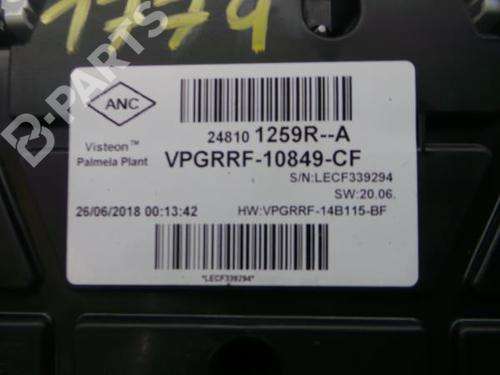 1779
B-PARTS
ANC
Visteon™
Palmela Plant
24810 1259R--A
VPGRRF-10849-CF
S/N:LECF339294
SW:20.06.
26/06/2018 00:13:42
HW:VPGRRF-14B115-BF
*LECF339294*